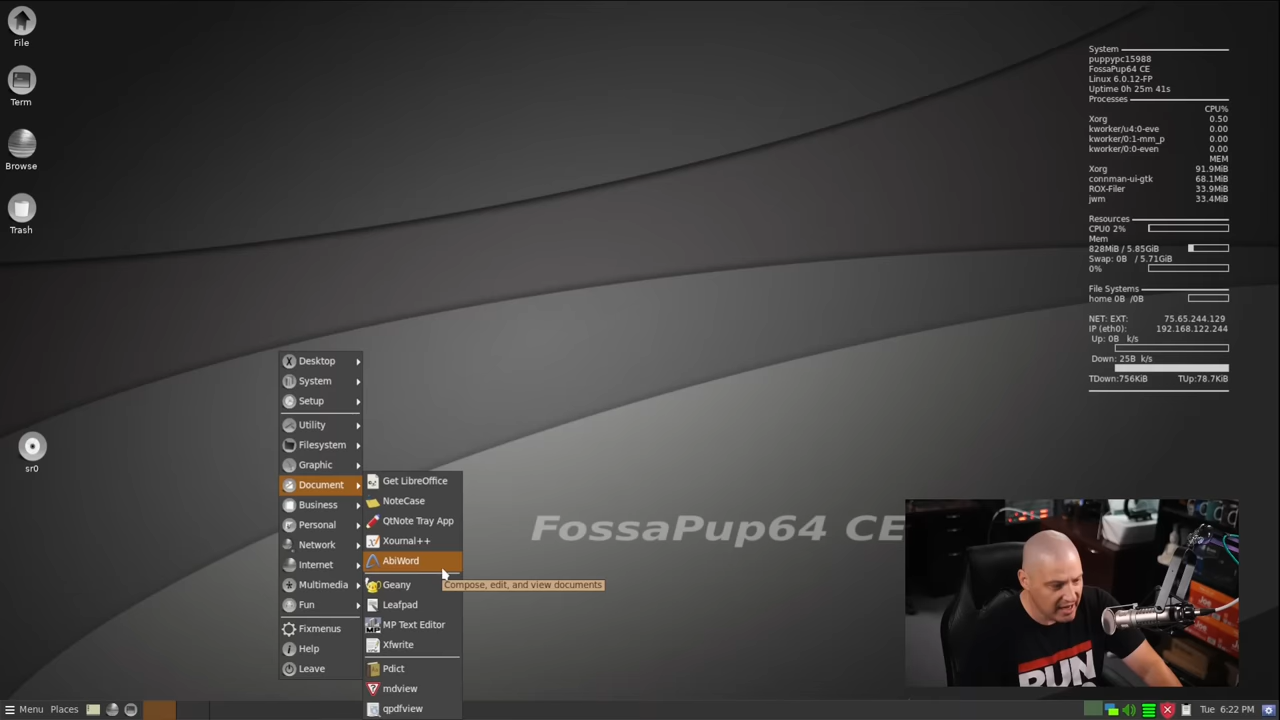 File
Term
Browse
Trash
sr0
System
puppypc15988
FossaPup64 CE
Linux 6.0.12-FP
Uptime 0h 25m 41s
Processes
CPU%
Xorg 0.50
kworker/u4:0-eve 0.00
kworker/0:1-mm_p 0.00
kworker/0:0-even 0.00
MEM
Xorg 91.9MiB
connman-ui-gtk 68.1MiB
ROX-Filer 33.9MiB
jwm 33.4MiB
Resources
CPU0 2%
Mem
828MiB / 5.85GiB
Swap: 0B / 5.71GiB
0%
File Systems
home 0B /0B
NET: EXT: 75.65.244.129
IP (eth0): 192.168.122.244
Up: 0B k/s
Down: 25B k/s
TDown:756KiB TUp:78.7KiB
Desktop
System
Setup
Utility
Filesystem
Graphic
Document
Business
Personal
Network
Internet
Multimedia
Fun
Fixmenus
Help
Leave
Get LibreOffice
NoteCase
QtNote Tray App
Xournal++
AbiWord
Geany
Leafpad
MP Text Editor
Xfwrite
Pdict
mdview
qpdfview
Compose, edit, and view documents
FossaPup64 CE
RUN
Menu Places
Tue 6:22 PM